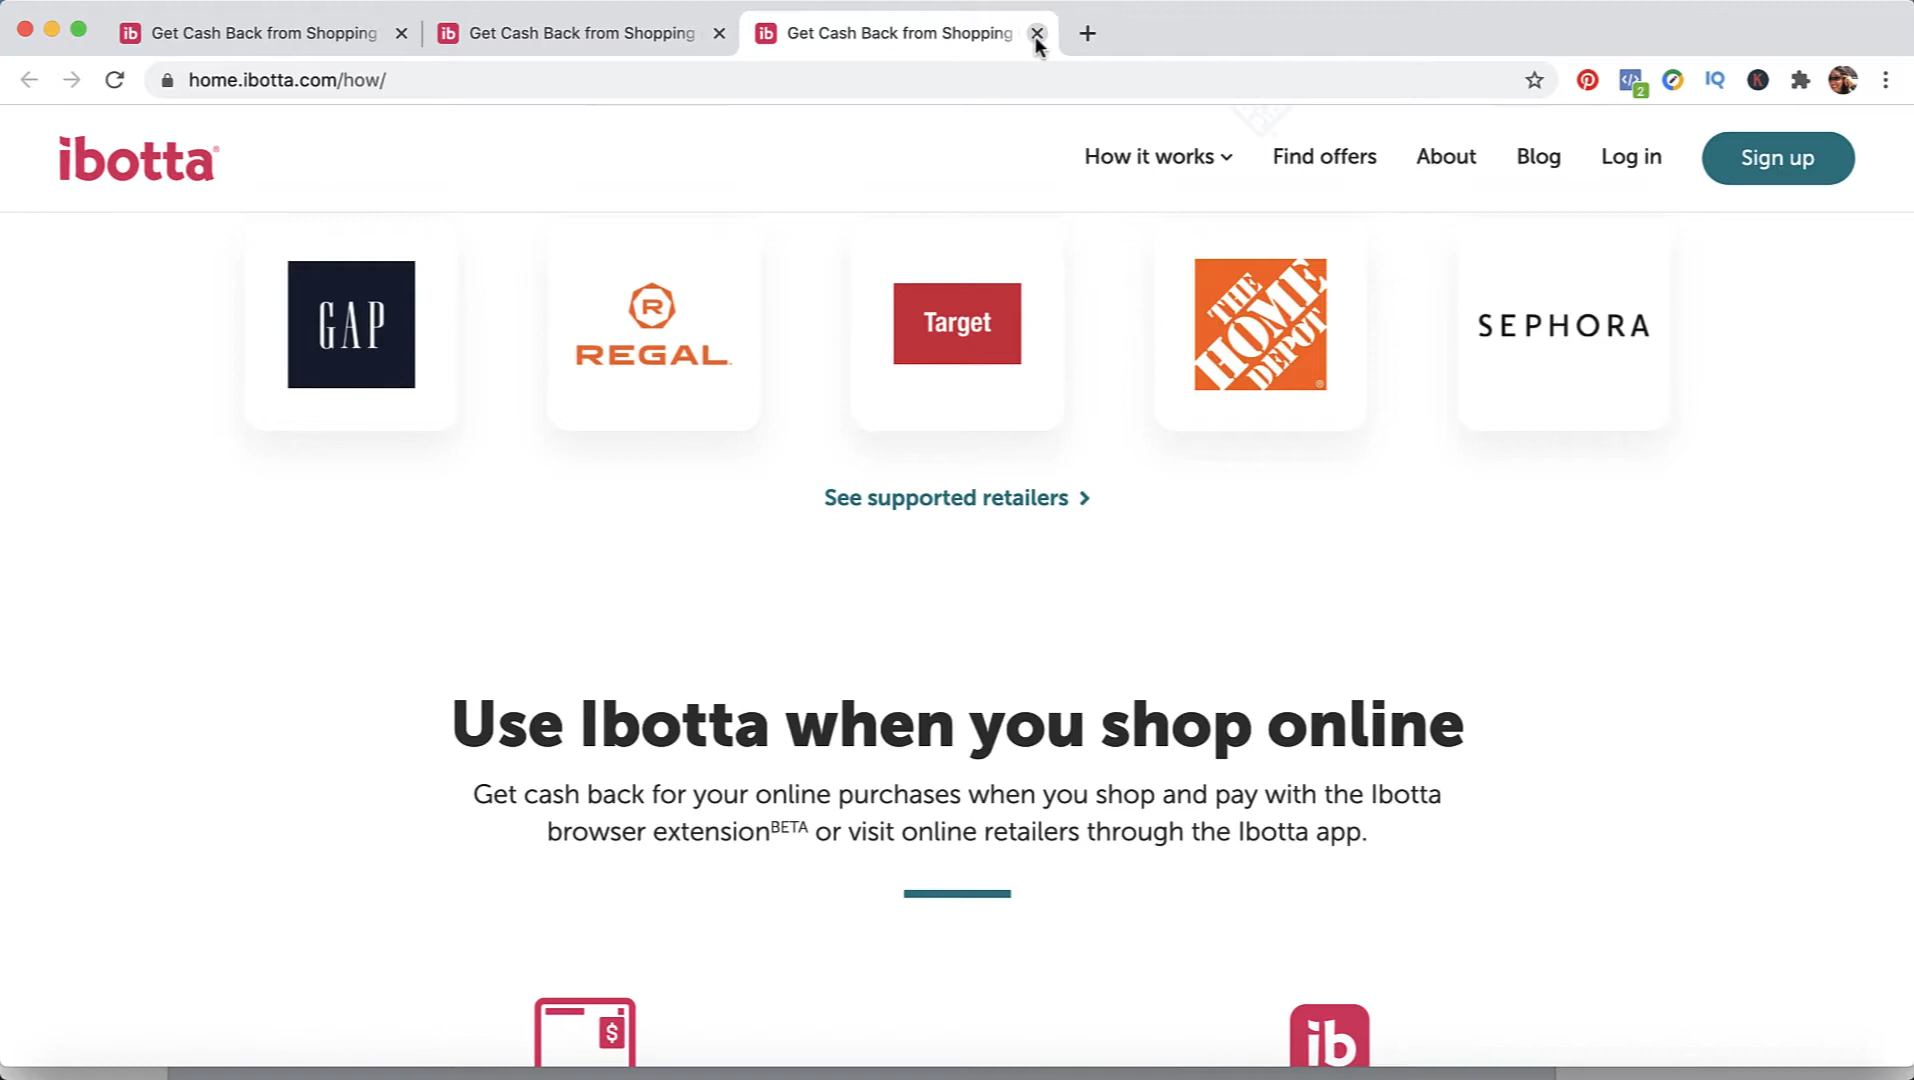 Get Cash Back from Shopping
Get Cash Back from Shopping
Get Cash Back from Shopping
home.ibotta.com/how/
2
IQ
K
ibotta
How it works
Find offers
About
Blog
Log in
Sign up
GAP
R
REGAL
Target
THE HOME DEPOT
SEPHORA
See supported retailers
Use Ibotta when you shop online
Get cash back for your online purchases when you shop and pay with the Ibotta
browser extensionBETA or visit online retailers through the Ibotta app.
$
ib